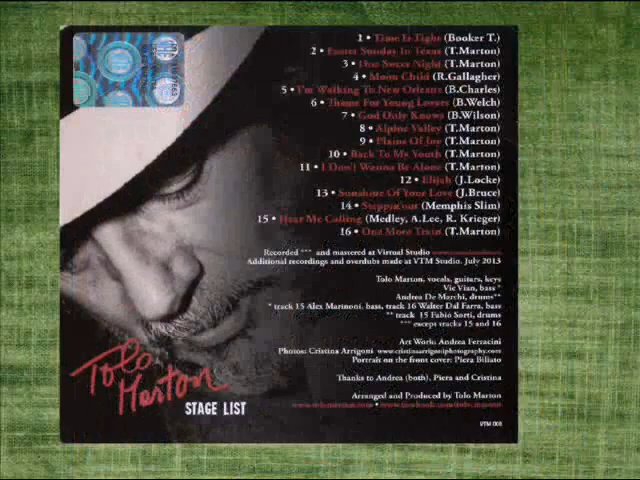 1 • Time Is Tight (Booker T.)
2 • Easter Sunday In Texas (T.Marton)
3 • One Sweet Night (T.Marton)
4 • Moon Child (R.Gallagher)
5 • I'm Walking To New Orleans (B.Charles)
6 • Theme For Young Lovers (B.Welch)
7 • God Only Knows (B.Wilson)
8 • Alpine Valley (T.Marton)
9 • Plains Of Joy (T.Marton)
10 • Back To My Youth (T.Marton)
11 • I Don't Wanna Be Alone (T.Marton)
12 • Elijah (J.Locke)
13 • Sunshine Of Your Love (J.Bruce)
14 • Steppin'out (Memphis Slim)
15 • Hear Me Calling (Medley, A.Lee, R. Krieger)
16 • One More Train (T.Marton)
Recorded *** and mastered at Virtual Studio
Additional recordings and overdubs made at VTM Studio. July 2013
Tolo Marton, vocals, guitars, keys
Vic Vian, bass *
Andrea De Marchi, drums**
* track 15 Alex Marinoni, bass, track 16 Walter Dal Farra, bass
** track 15 Fabio Sorti, drums
*** except tracks 15 and 16
Art Work: Andrea Ferracini
Photos: Cristina Arrigoni www.cristinaarrigoniphotography.com
Portrait on the front cover: Piera Biliato
Thanks to Andrea (both), Piera and Cristina
Arranged and Produced by Tolo Marton
www.tolomarton.com •
VTM 008
Tolo
Marton
STAGE LIST